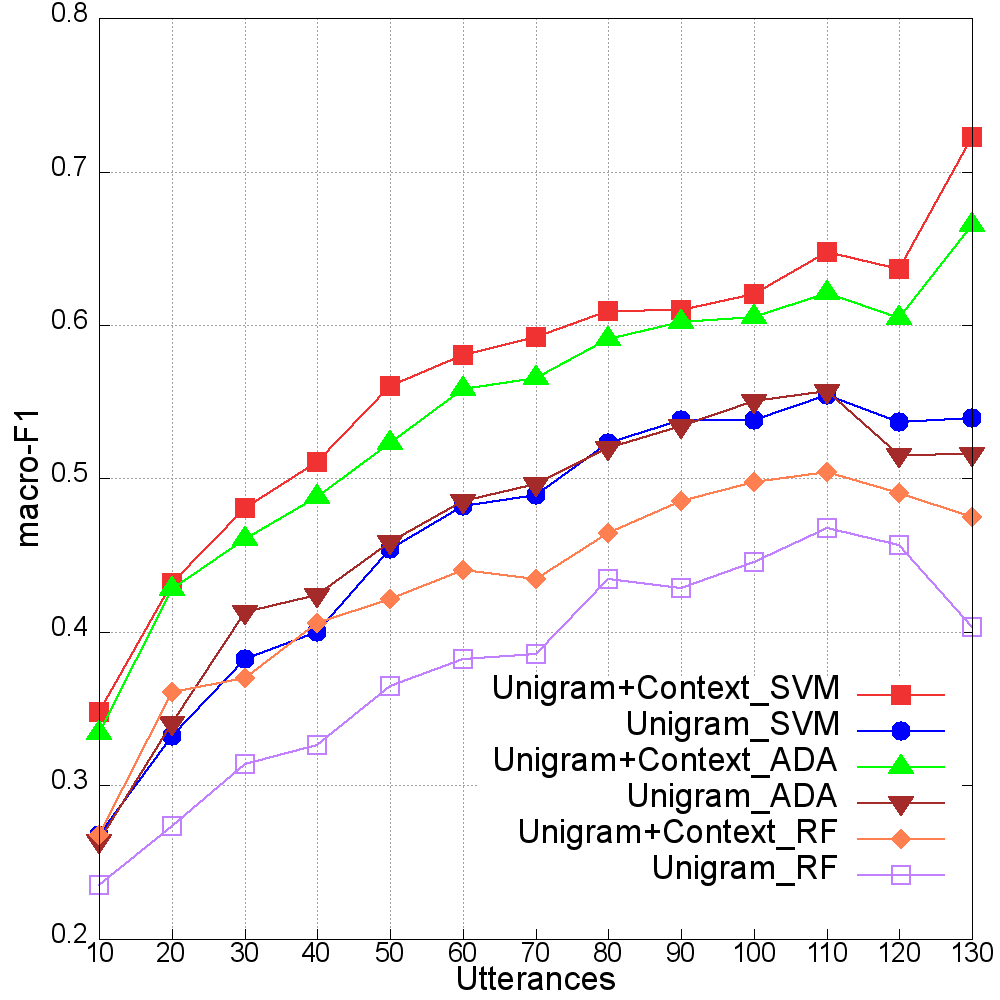 0.8
0.7
0.6
0.5
0.4
0.3
0.2
macro-F1
Unigram+Context_SVM
Unigram_SVM
Unigram+Context_ADA
Unigram_ADA
Unigram+Context_RF
Unigram_RF
10 20 30 40 50 60 70 80 90 100 110 120 130
Utterances